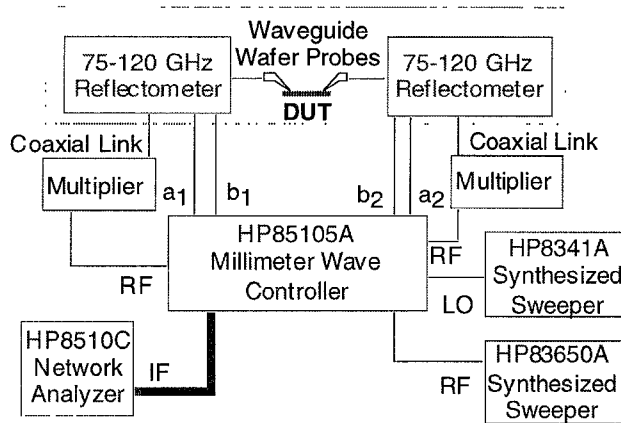 Waveguide
Wafer Probes
75-120 GHz
Reflectometer
75-120 GHz
Reflectometer
DUT
Coaxial Link
Coaxial Link
Multiplier
a1
b1
b2
a2
Multiplier
HP85105A
Millimeter Wave
Controller
RF
RF
HP8341A
Synthesized
Sweeper
LO
HP8510C
Network
Analyzer
IF
RF
HP83650A
Synthesized
Sweeper